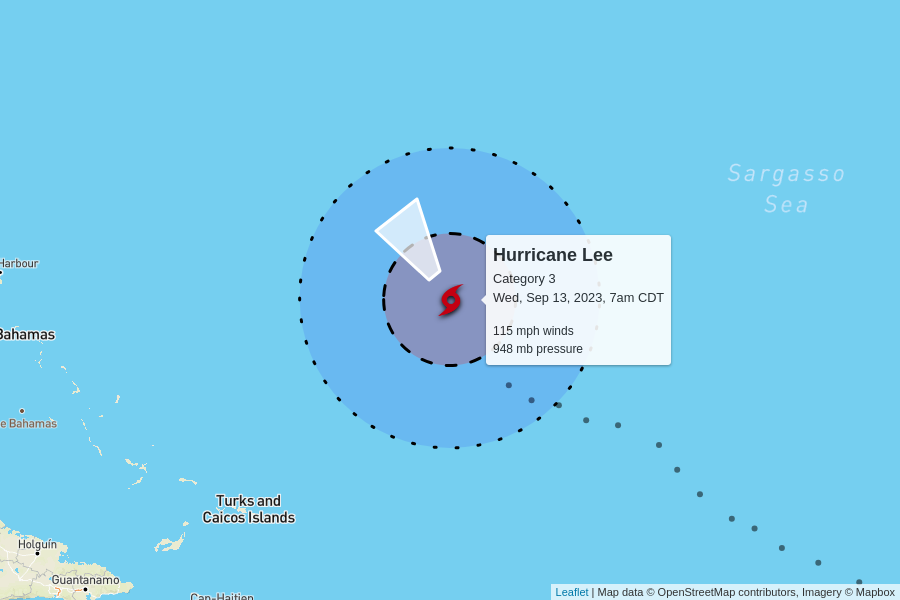 Sargasso
Sea
Harbour
Hurricane Lee
Category 3
Wed, Sep 13, 2023, 7am CDT
115 mph winds
948 mb pressure
Bahamas
e Bahamas
Turks and
Caicos Islands
Holguín
Guantanamo
Cap-Haitien
Leaflet | Map data © OpenStreetMap contributors, Imagery © Mapbox